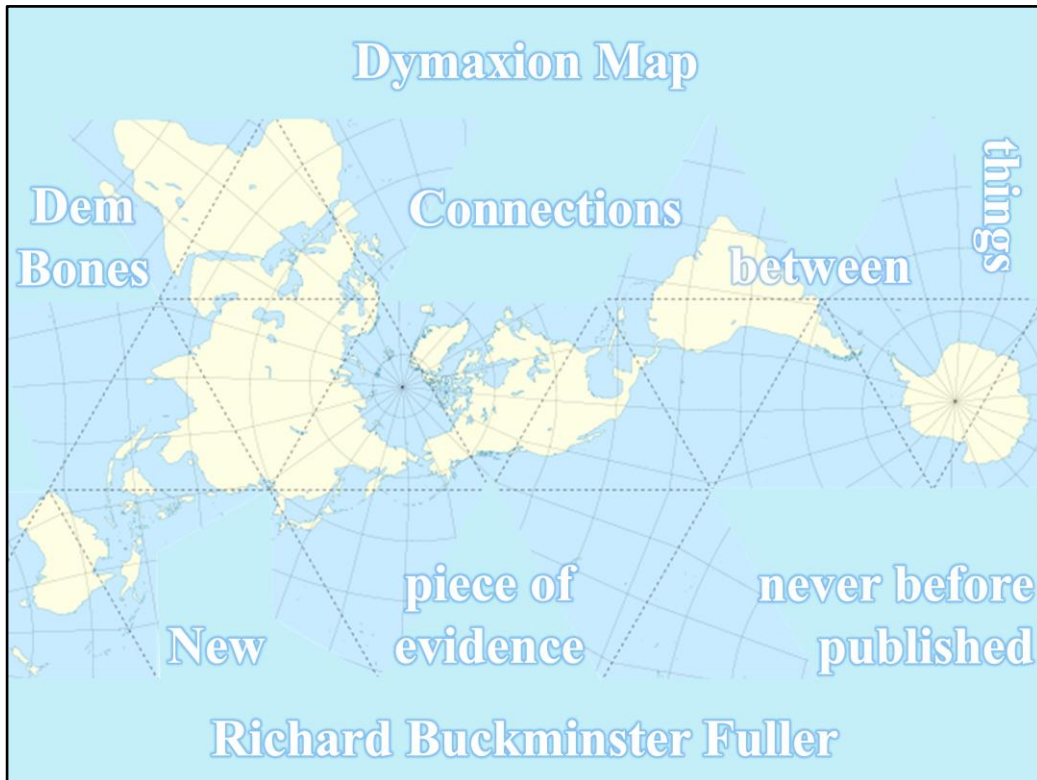 Dymaxion Map
things
Dem
Bones
Connections
between
New
piece of
evidence
never before
published
Richard Buckminster Fuller